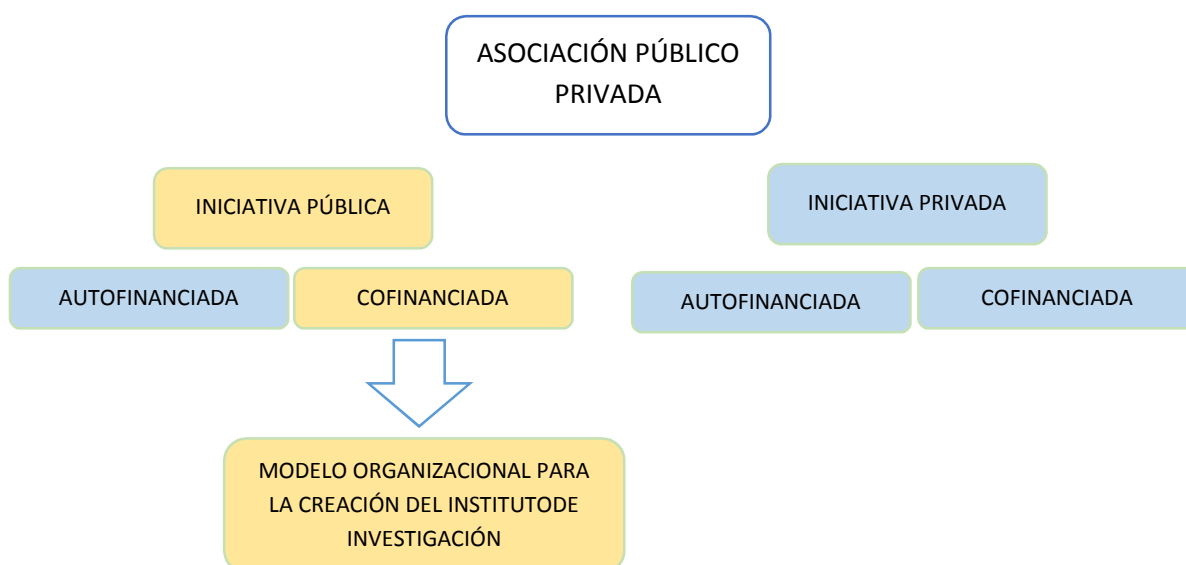 ASOCIACIÓN PÚBLICO
PRIVADA
INICIATIVA PÚBLICA
INICIATIVA PRIVADA
AUTOFINANCIADA
COFINANCIADA
AUTOFINANCIADA
COFINANCIADA
MODELO ORGANIZACIONAL PARA
LA CREACIÓN DEL INSTITUTODE
INVESTIGACIÓN